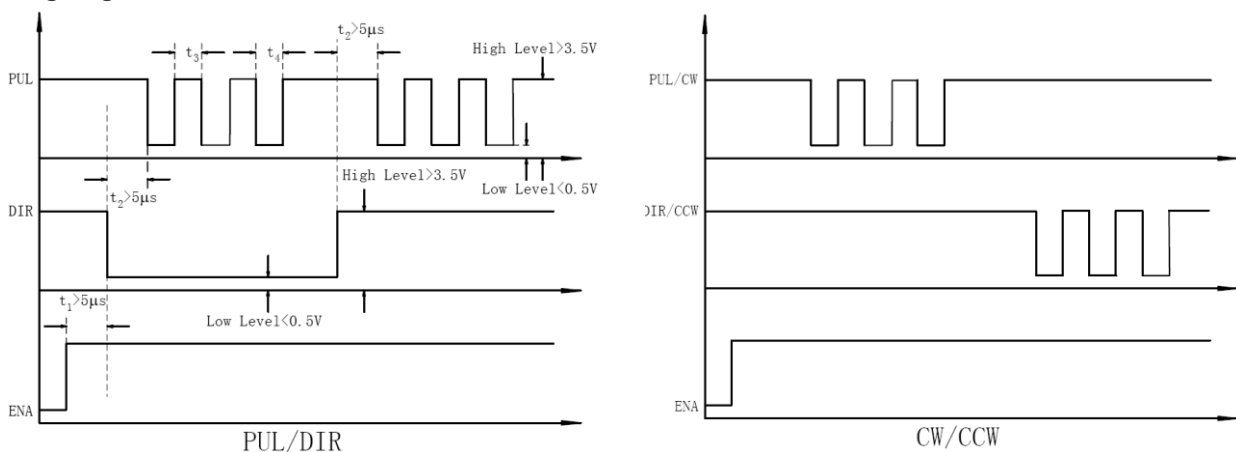 t₂>5μs
t₃
t₄
High Level>3.5V
PUL
t₂>5μs
High Level>3.5V
Low Level<0.5V
DIR
t₁>5μs
Low Level<0.5V
ENA
PUL/DIR
PUL/CW
DIR/CCW
ENA
CW/CCW